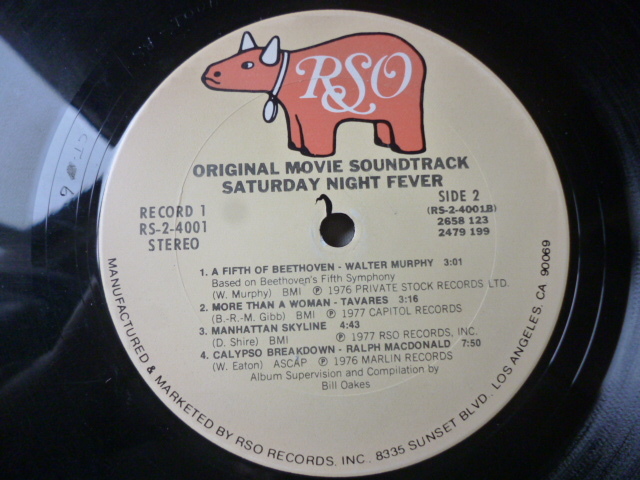 RSO
ORIGINAL MOVIE SOUNDTRACK
SATURDAY NIGHT FEVER
RECORD 1
RS-2-4001
STEREO
SIDE 2
(RS-2-4001B)
2658 123
2479 199
1. A FIFTH OF BEETHOVEN - WALTER MURPHY 3:01
Based on Beethoven's Fifth Symphony
(W. Murphy) BMI Ⓟ 1976 PRIVATE STOCK RECORDS LTD.
2. MORE THAN A WOMAN - TAVARES 3:16
(B.-R.-M. Gibb) BMI Ⓟ 1977 CAPITOL RECORDS
3. MANHATTAN SKYLINE 4:43
(D. Shire) BMI Ⓟ 1977 RSO RECORDS, INC.
4. CALYPSO BREAKDOWN - RALPH MACDONALD 7:50
(W. Eaton) ASCAP Ⓟ 1976 MARLIN RECORDS
Album Supervision and Compilation by
Bill Oakes
MANUFACTURED & MARKETED BY RSO RECORDS, INC., 8335 SUNSET BLVD., LOS ANGELES, CA 90069